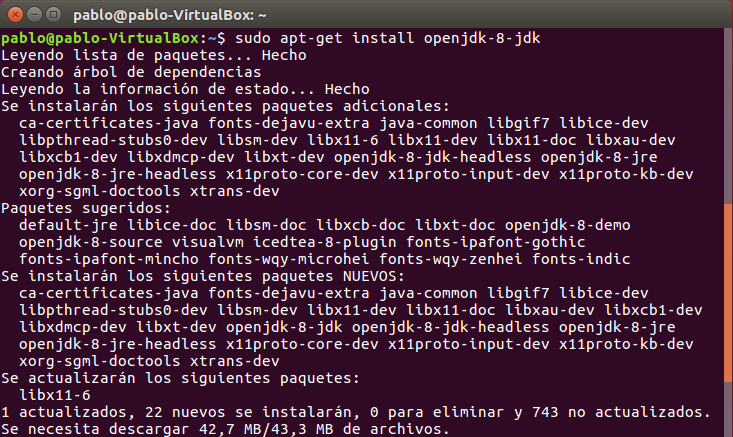 pablo@pablo-VirtualBox: ~
pablo@pablo-VirtualBox:~$ sudo apt-get install openjdk-8-jdk
Leyendo lista de paquetes... Hecho
Creando árbol de dependencias
Leyendo la información de estado... Hecho
Se instalarán los siguientes paquetes adicionales:
  ca-certificates-java fonts-dejavu-extra java-common libgif7 libice-dev
  libpthread-stubs0-dev libsm-dev libx11-6 libx11-dev libx11-doc libxau-dev
  libxcb1-dev libxdmcp-dev libxt-dev openjdk-8-jdk-headless openjdk-8-jre
  openjdk-8-jre-headless x11proto-core-dev x11proto-input-dev x11proto-kb-dev
  xorg-sgml-doctools xtrans-dev
Paquetes sugeridos:
  default-jre libice-doc libsm-doc libxcb-doc libxt-doc openjdk-8-demo
  openjdk-8-source visualvm icedtea-8-plugin fonts-ipafont-gothic
  fonts-ipafont-mincho fonts-wqy-microhei fonts-wqy-zenhei fonts-indic
Se instalarán los siguientes paquetes NUEVOS:
  ca-certificates-java fonts-dejavu-extra java-common libgif7 libice-dev
  libpthread-stubs0-dev libsm-dev libx11-dev libx11-doc libxau-dev libxcb1-dev
  libxdmcp-dev libxt-dev openjdk-8-jdk openjdk-8-jdk-headless openjdk-8-jre
  openjdk-8-jre-headless x11proto-core-dev x11proto-input-dev x11proto-kb-dev
  xorg-sgml-doctools xtrans-dev
Se actualizarán los siguientes paquetes:
  libx11-6
1 actualizados, 22 nuevos se instalarán, 0 para eliminar y 743 no actualizados.
Se necesita descargar 42,7 MB/43,3 MB de archivos.